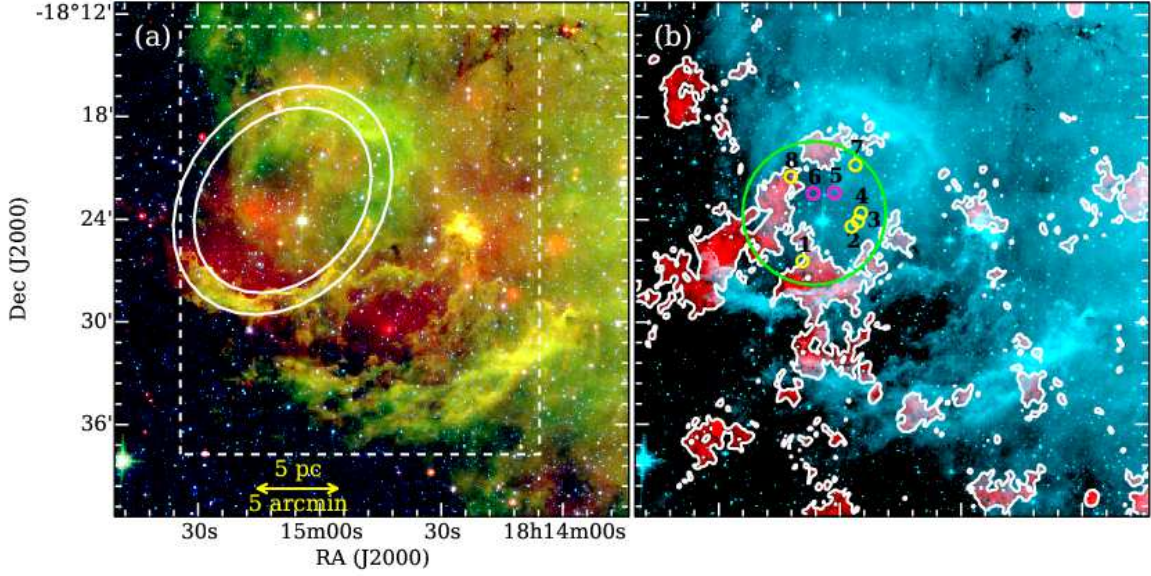 -18°12'
18'
24'
30'
36'
Dec (J2000)
(a)
5 pc
5 arcmin
30s
15m00s
30s
18h14m00s
RA (J2000)
(b)
7
8
6
5
4
3
2
1